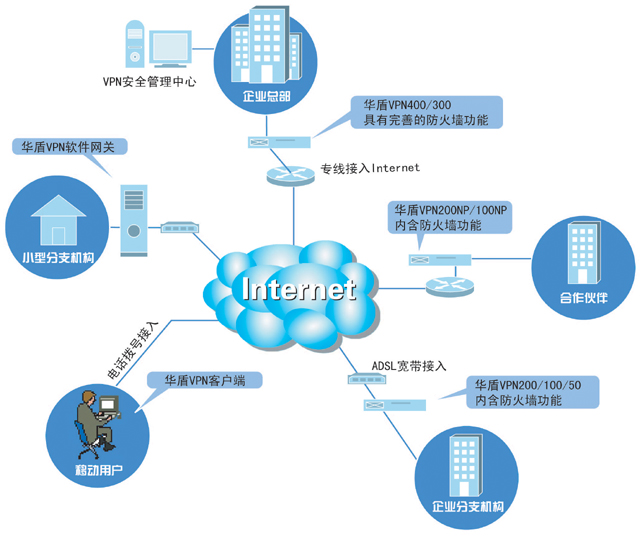 VPN安全管理中心
企业总部
华盾VPN400/300
具有完善的防火墙功能
华盾VPN软件网关
专线接入Internet
华盾VPN200NP/100NP
内含防火墙功能
小型分支机构
Internet
合作伙伴
电话拨号接入
ADSL宽带接入
华盾VPN客户端
华盾VPN200/100/50
内含防火墙功能
移动用户
企业分支机构